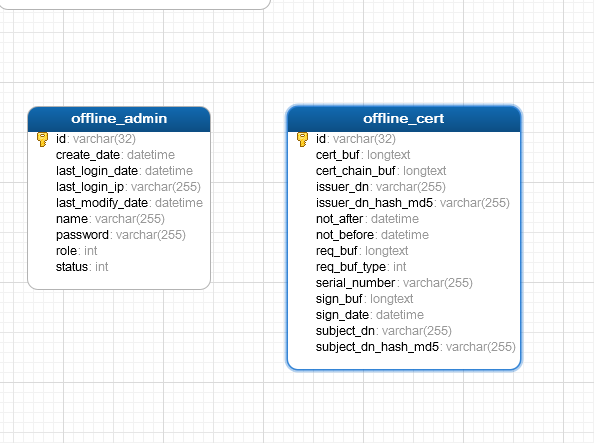 offline_admin
id: varchar(32)
create_date: datetime
last_login_date: datetime
last_login_ip: varchar(255)
last_modify_date: datetime
name: varchar(255)
password: varchar(255)
role: int
status: int
offline_cert
id: varchar(32)
cert_buf: longtext
cert_chain_buf: longtext
issuer_dn: varchar(255)
issuer_dn_hash_md5: varchar(255)
not_after: datetime
not_before: datetime
req_buf: longtext
req_buf_type: int
serial_number: varchar(255)
sign_buf: longtext
sign_date: datetime
subject_dn: varchar(255)
subject_dn_hash_md5: varchar(255)